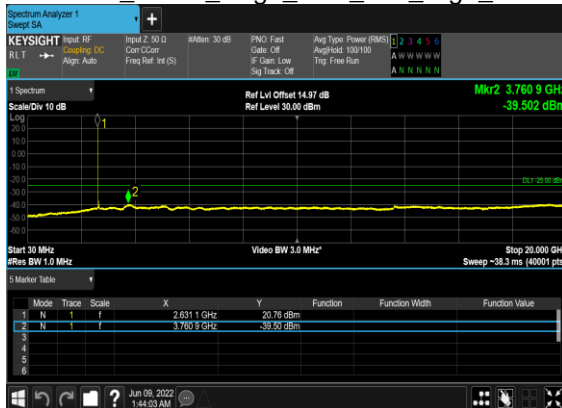 Spectrum Analyzer 1
Swept SA
+
KEYSIGHT Input: RF Input Z: 50 Ω #Atten: 30 dB PNO: Fast Avg Type: Power (RMS) 1 2 3 4 5 6
RLT Coupling: DC Corr CCorr Gate: Off Avg|Hold: 100/100 A W W W W W
Align: Auto Freq Ref: Int (S) IF Gain: Low Trig: Free Run
Sig Track: Off A N N N N N
1 Spectrum Ref Lvl Offset 14.97 dB Mkr2 3.760 9 GHz
Scale/Div 10 dB Ref Level 30.00 dBm -39.502 dBm
Log
20.0
10.0
0.00
-10.0
-20.0
-30.0
-40.0
-50.0
-60.0
1
2
DL1 -25.00 dBm
Start 30 MHz Video BW 3.0 MHz* Stop 20.000 GHz
#Res BW 1.0 MHz Sweep ~38.3 ms (40001 pts)
5 Marker Table
Mode Trace Scale X Y Function Function Width Function Value
1 N 1 f 2.631 1 GHz 20.76 dBm
2 N 1 f 3.760 9 GHz -39.50 dBm
3
4
5
6
? Jun 09, 2022
1:44:03 AM